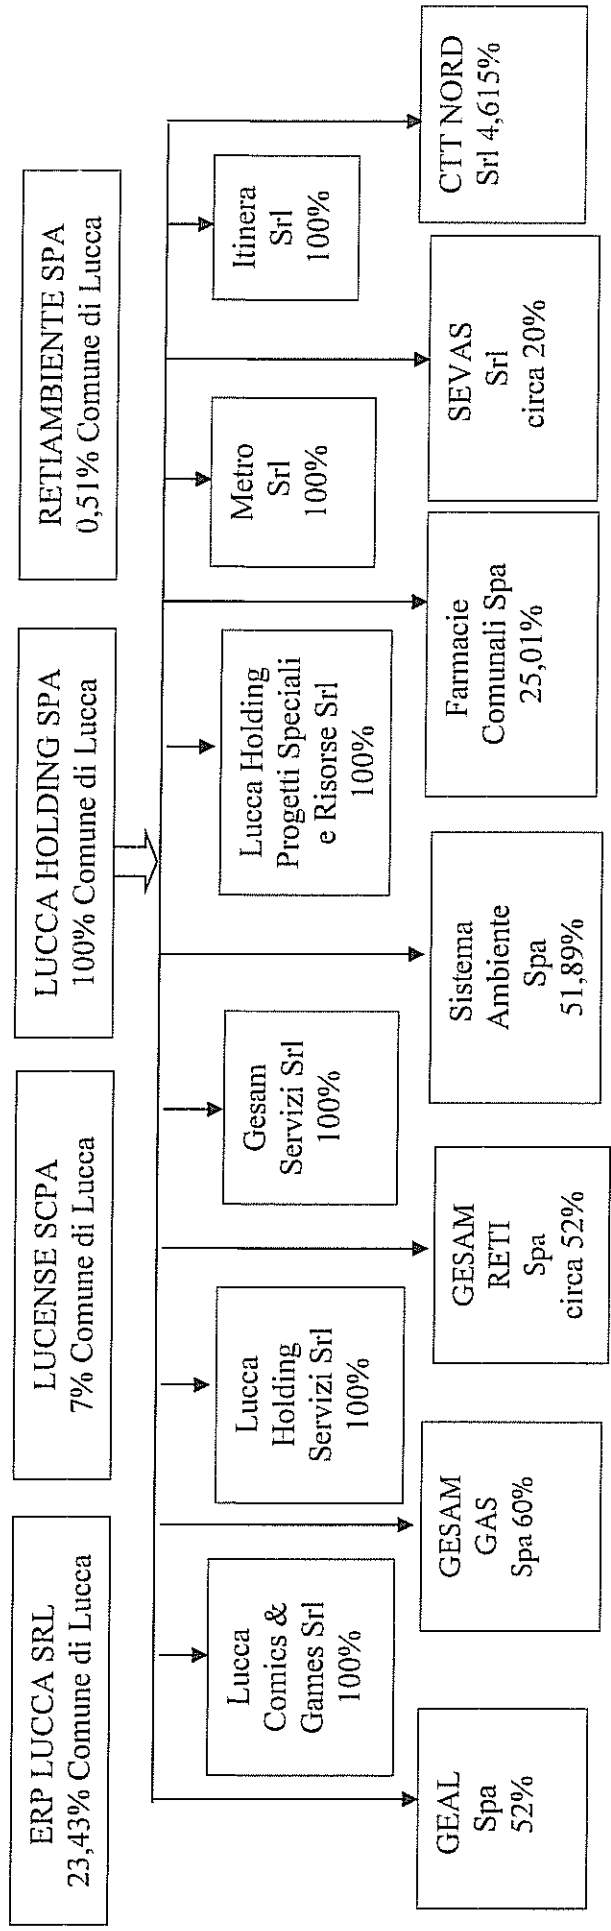 ERP LUCCA SRL
23,43% Comune di Lucca
LUCENSE SCPA
7% Comune di Lucca
LUCCA HOLDING SPA
100% Comune di Lucca
RETIAMBIENTE SPA
0,51% Comune di Lucca
Lucca
Comics &
Games Srl
100%
Lucca
Holding
Servizi Srl
100%
Gesam
Servizi Srl
100%
Lucca Holding
Progetti Speciali
e Risorse Srl
100%
Metro
Srl
100%
Itinera
Srl
100%
GEAL
Spa
52%
GESAM
GAS
Spa 60%
GESAM
RETI
Spa
circa 52%
Sistema
Ambiente
Spa
51,89%
Farmacie
Comunali Spa
25,01%
SEVAS
Srl
circa 20%
CTT NORD
Srl 4,615%